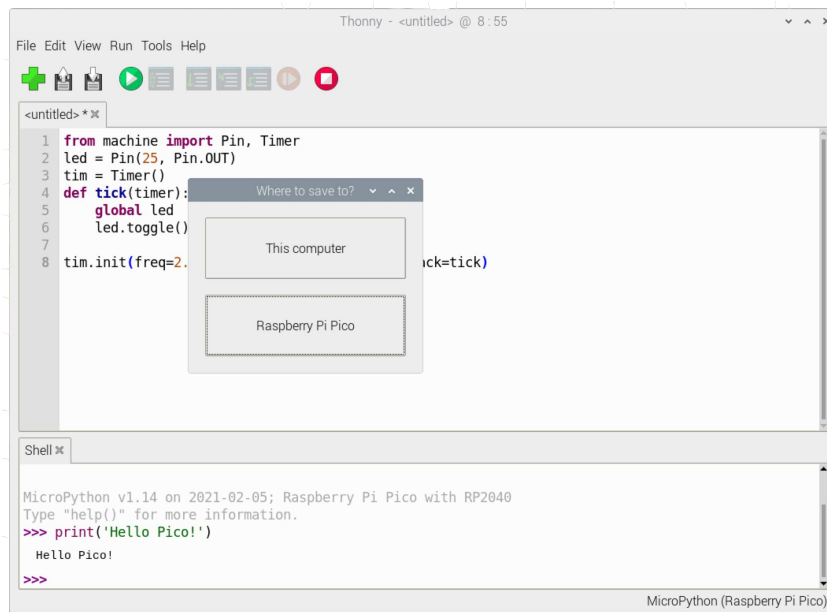 Thonny - <untitled> @ 8:55
File Edit View Run Tools Help
<untitled> *
1 from machine import Pin, Timer
2 led = Pin(25, Pin.OUT)
3 tim = Timer()
4 def tick(timer):
5     global led
6     led.toggle()
7
8 tim.init(freq=2. ck=tick)
Where to save to?
This computer
Raspberry Pi Pico
Shell
MicroPython v1.14 on 2021-02-05; Raspberry Pi Pico with RP2040
Type "help()" for more information.
>>> print('Hello Pico!')
Hello Pico!
>>>
MicroPython (Raspberry Pi Pico)